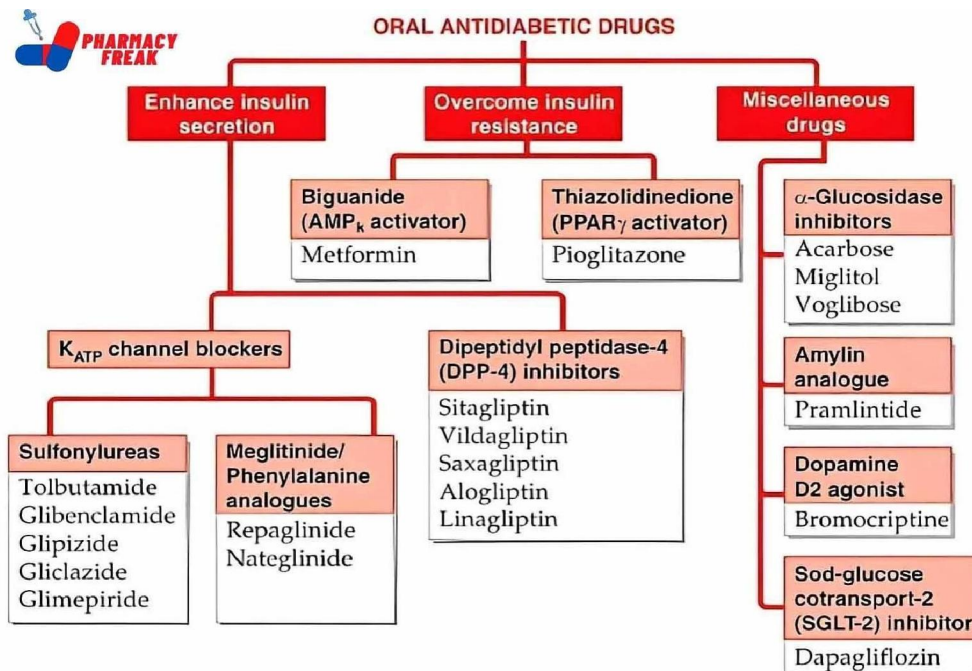 PHARMACY
FREAK
ORAL ANTIDIABETIC DRUGS
Enhance insulin
secretion
Overcome insulin
resistance
Miscellaneous
drugs
Biguanide
(AMPₖ activator)
Metformin
Thiazolidinedione
(PPARγ activator)
Pioglitazone
α-Glucosidase
inhibitors
Acarbose
Miglitol
Voglibose
K_ATP channel blockers
Dipeptidyl peptidase-4
(DPP-4) inhibitors
Sitagliptin
Vildagliptin
Saxagliptin
Alogliptin
Linagliptin
Amylin
analogue
Pramlintide
Sulfonylureas
Tolbutamide
Glibenclamide
Glipizide
Gliclazide
Glimepiride
Meglitinide/
Phenylalanine
analogues
Repaglinide
Nateglinide
Dopamine
D2 agonist
Bromocriptine
Sod-glucose
cotransport-2
(SGLT-2) inhibitor
Dapagliflozin